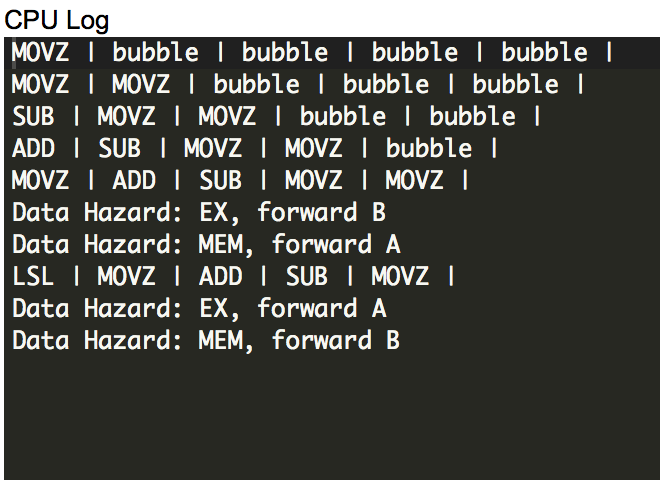 CPU Log
MOVZ | bubble | bubble | bubble | bubble |
MOVZ | MOVZ | bubble | bubble | bubble |
SUB | MOVZ | MOVZ | bubble | bubble |
ADD | SUB | MOVZ | MOVZ | bubble |
MOVZ | ADD | SUB | MOVZ | MOVZ |
Data Hazard: EX, forward B
Data Hazard: MEM, forward A
LSL | MOVZ | ADD | SUB | MOVZ |
Data Hazard: EX, forward A
Data Hazard: MEM, forward B